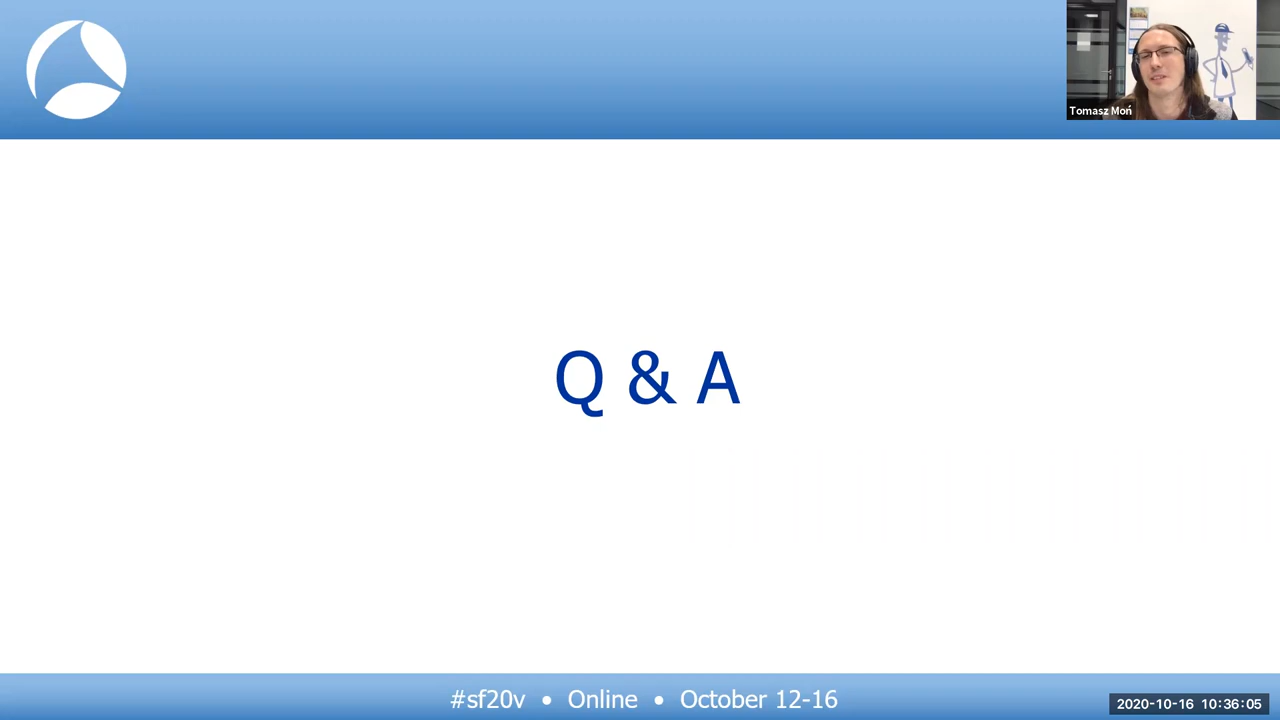 Tomasz Moń
Q & A
#sf20v • Online • October 12-16
2020-10-16 10:36:05